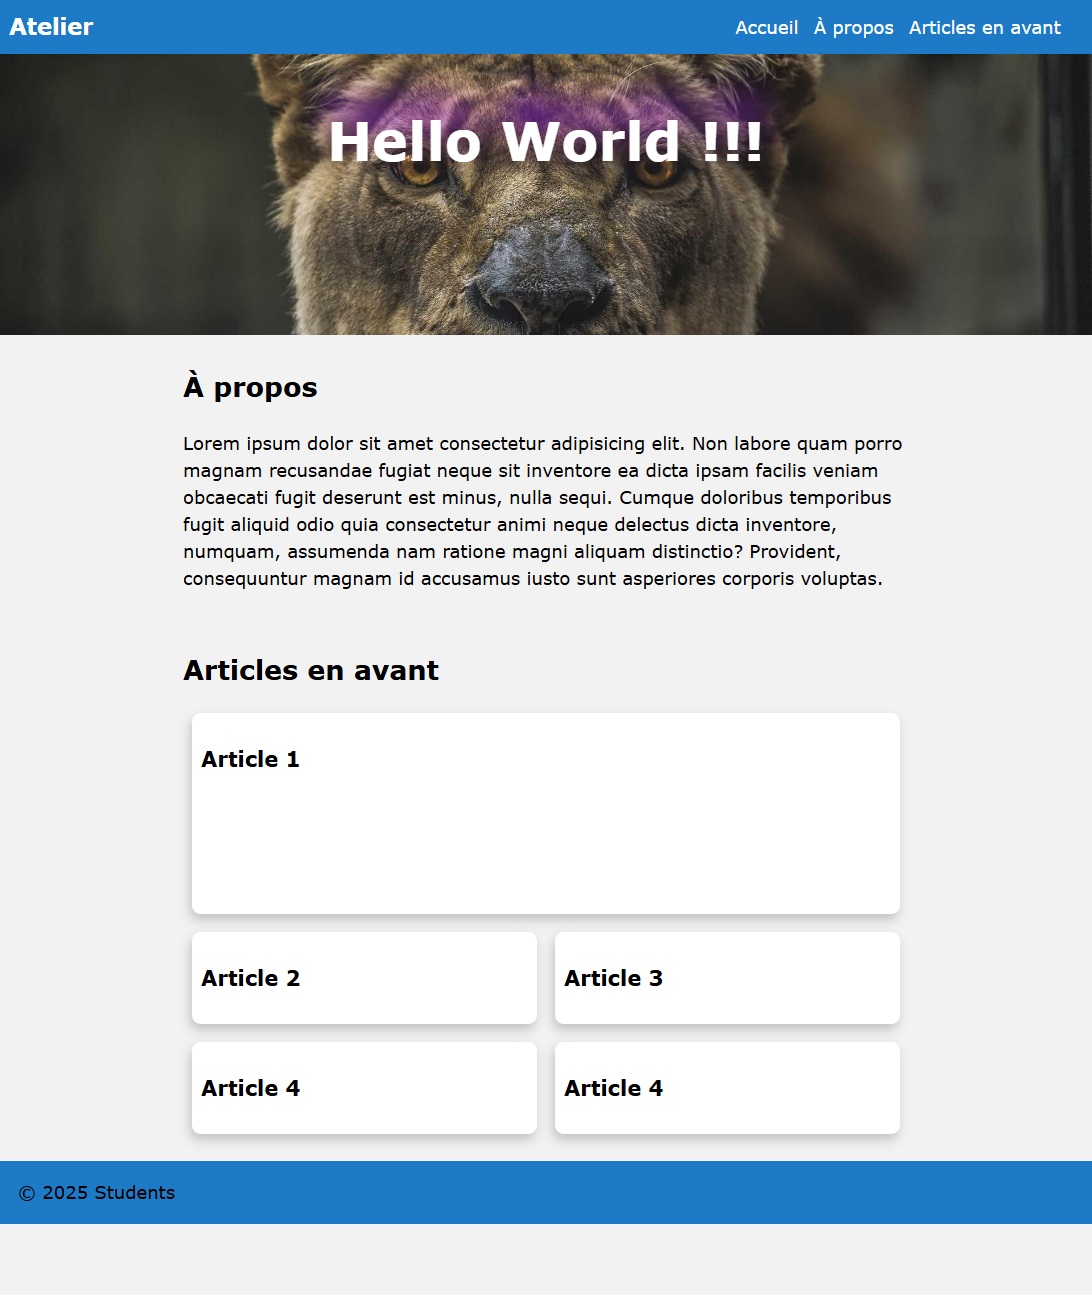 Atelier
Accueil À propos Articles en avant
Hello World !!!
À propos
Lorem ipsum dolor sit amet consectetur adipisicing elit. Non labore quam porro
magnam recusandae fugiat neque sit inventore ea dicta ipsam facilis veniam
obcaecati fugit deserunt est minus, nulla sequi. Cumque doloribus temporibus
fugit aliquid odio quia consectetur animi neque delectus dicta inventore,
numquam, assumenda nam ratione magni aliquam distinctio? Provident,
consequuntur magnam id accusamus iusto sunt asperiores corporis voluptas.
Articles en avant
Article 1
Article 2
Article 3
Article 4
Article 4
© 2025 Students